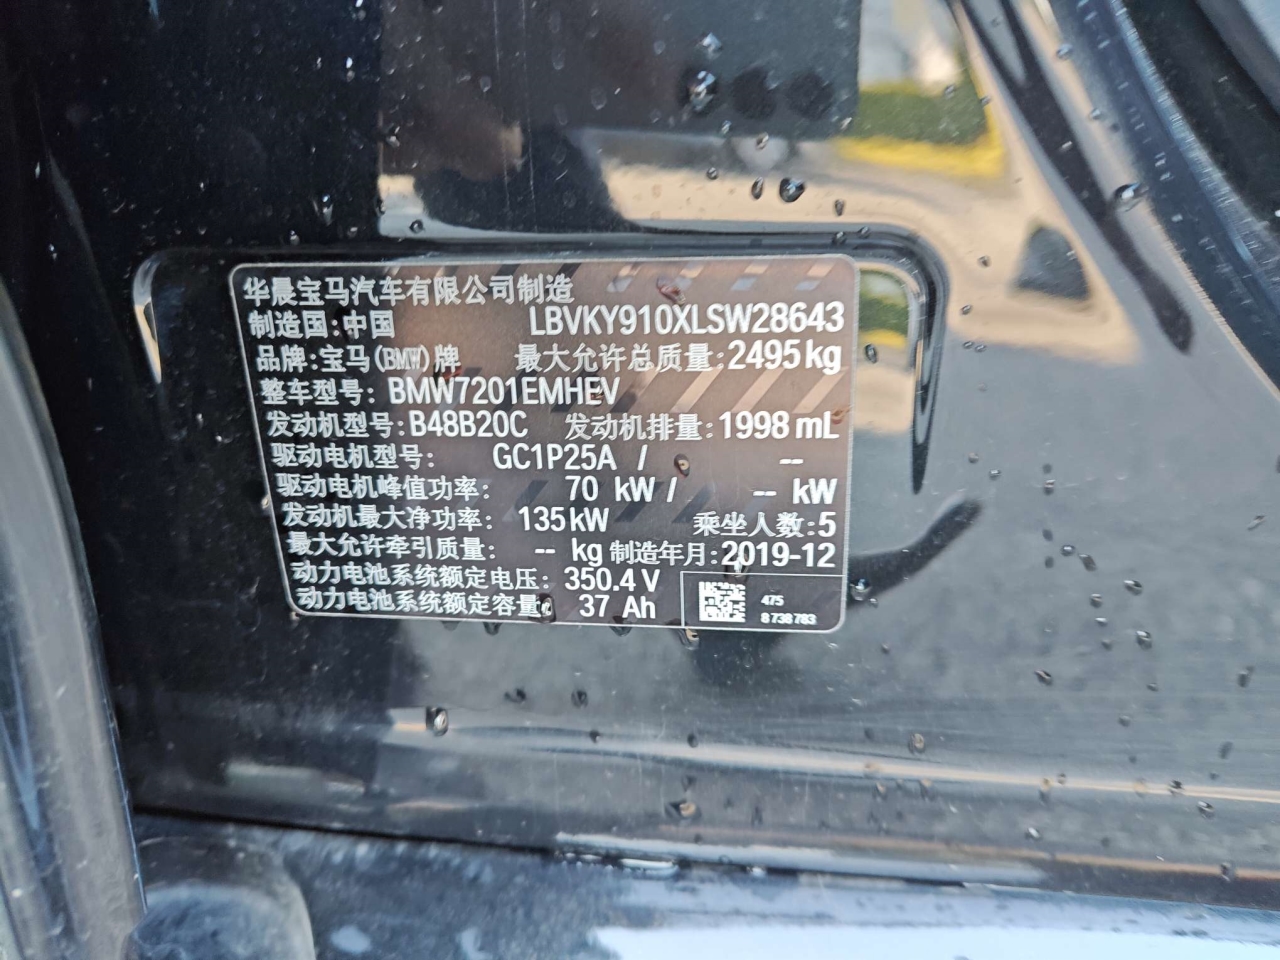 华晨宝马汽车有限公司制造
制造国:中国 LBVKY910XLSW28643
品牌:宝马(BMW)牌 最大允许总质量:2495kg
整车型号: BMW7201EMHEV
发动机型号:B48B20C 发动机排量:1998 mL
驱动电机型号: GC1P25A / --
驱动电机峰值功率: 70 kW / -- kW
发动机最大净功率: 135kW 乘坐人数:5
最大允许牵引质量: -- kg 制造年月:2019-12
动力电池系统额定电压: 350.4 V
动力电池系统额定容量: 37 Ah
475
8738783